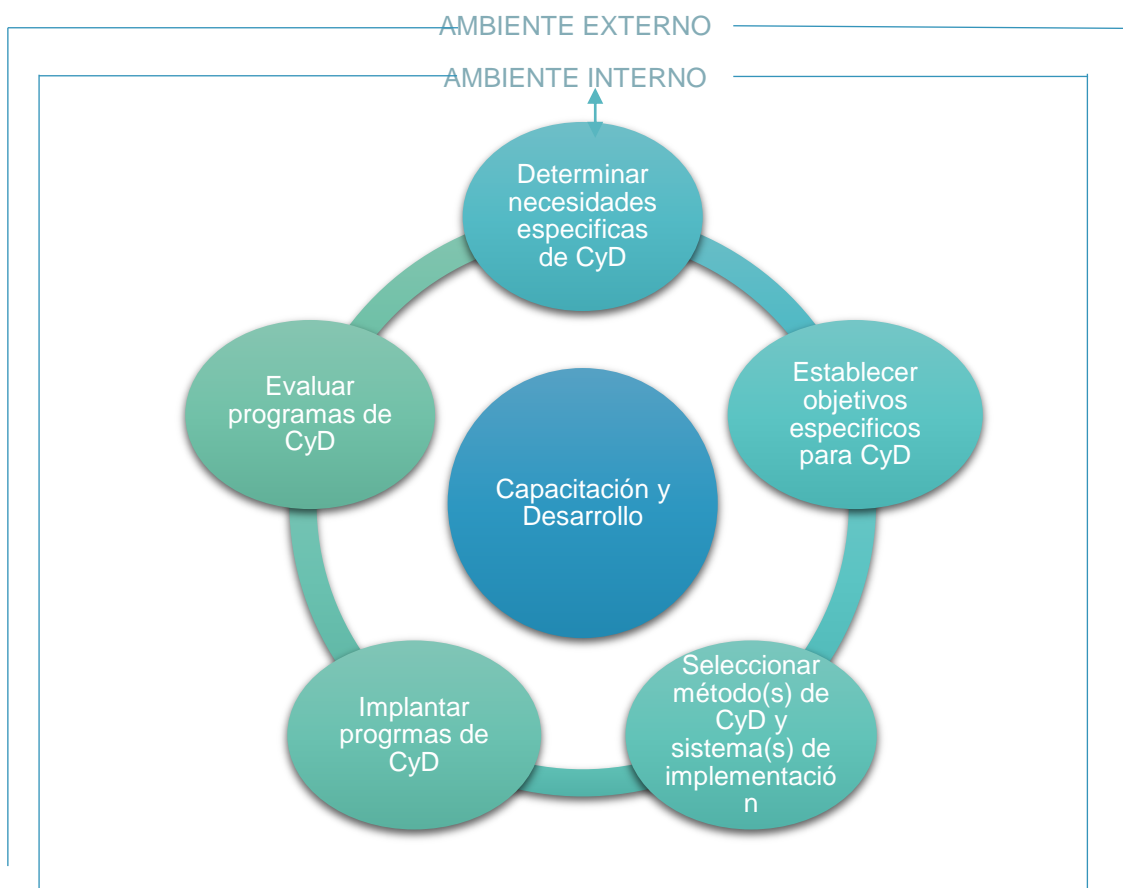 AMBIENTE EXTERNO
AMBIENTE INTERNO
Determinar
necesidades
especificas
de CyD
Establecer
objetivos
especificos
para CyD
Seleccionar
método(s) de
CyD y
sistema(s) de
implementació
n
Implantar
progrmas de
CyD
Evaluar
programas de
CyD
Capacitación y
Desarrollo